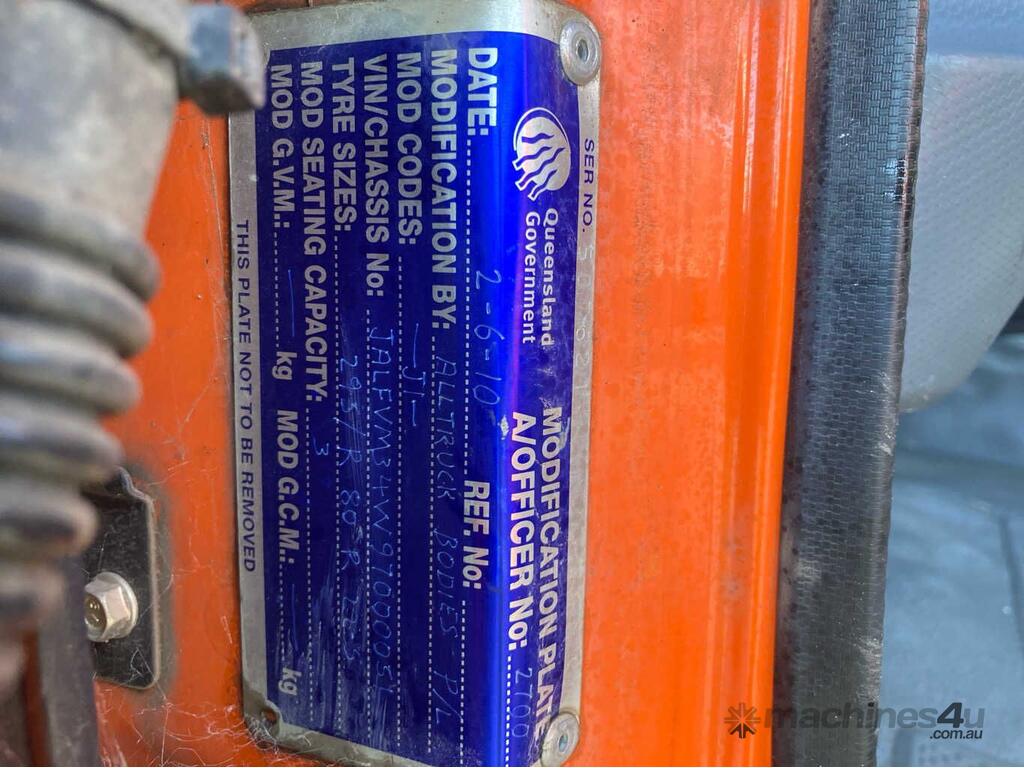 SER NO.
Queensland Government
MODIFICATION PLATE
A/OFFICER No: 2700
DATE: 2-6-10 REF. No:
MODIFICATION BY: ALLTRUCK BODIES P/L
MOD CODES: — J1 —
VIN/CHASSIS No:
TYRE SIZES: 295/R 80
MOD SEATING CAPACITY: 3
MOD G.V.M.: — kg MOD G.C.M.: — kg
THIS PLATE NOT TO BE REMOVED
machines4u
.com.au